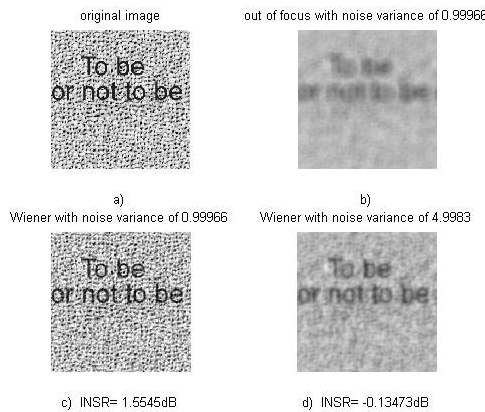 original image
out of focus with noise variance of 0.99966
To be
or not to be
To be
or not to be
a)
b)
Wiener with noise variance of 0.99966
Wiener with noise variance of 4.9983
To be
or not to be
To be
or not to be
c) INSR= 1.5545dB
d) INSR= -0.13473dB